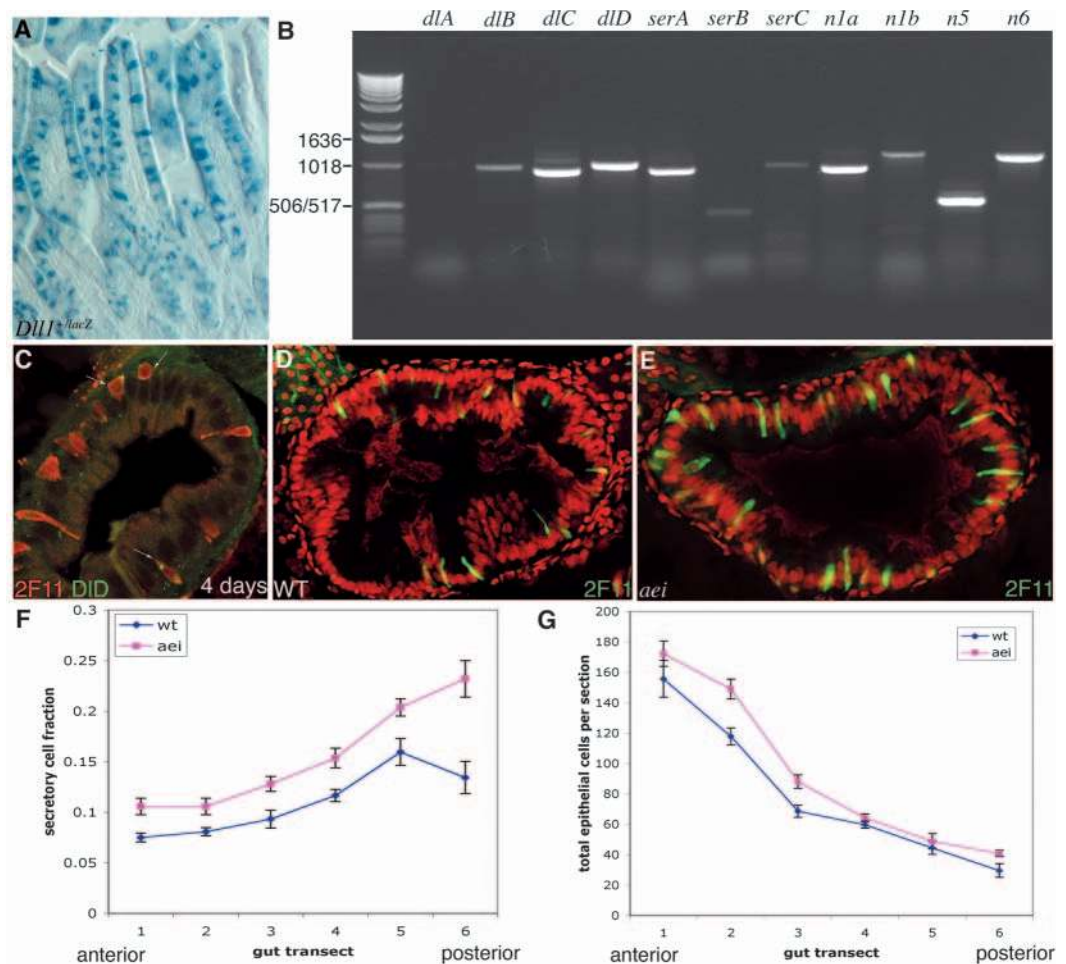 A
Dll1+/lacZ
B
dlA dlB dlC dlD serA serB serC n1a n1b n5 n6
1636
1018
506/517
C
2F11 DlD
4 days
D
WT
2F11
E
aei
2F11
F
wt
aei
secretory cell fraction
0.3
0.25
0.2
0.15
0.1
0.05
0
1 2 3 4 5 6
anterior gut transect posterior
G
wt
aei
total epithelial cells per section
200
180
160
140
120
100
80
60
40
20
0
1 2 3 4 5 6
anterior gut transect posterior